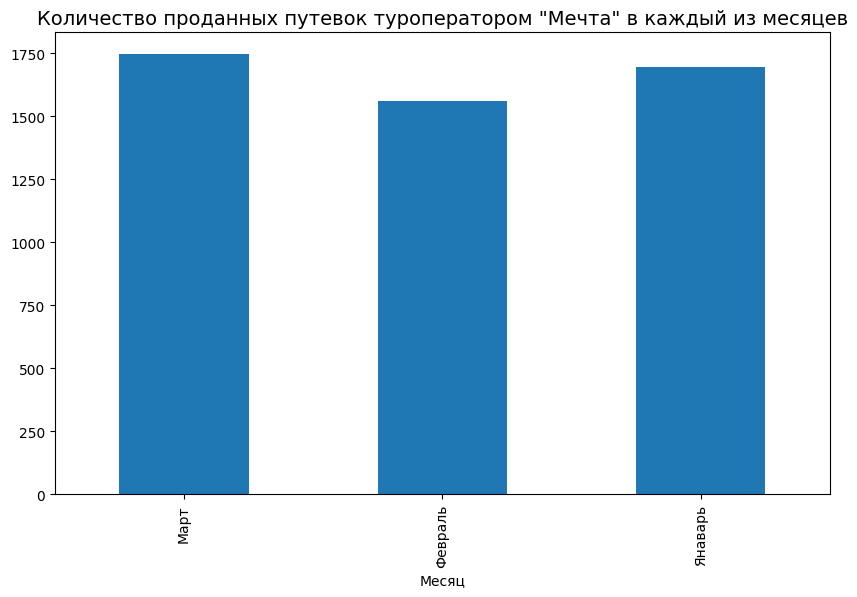 Количество проданных путевок туроператором "Мечта" в каждый из месяцев
1750
1500
1250
1000
750
500
250
0
Март
Февраль
Янаварь
Месяц